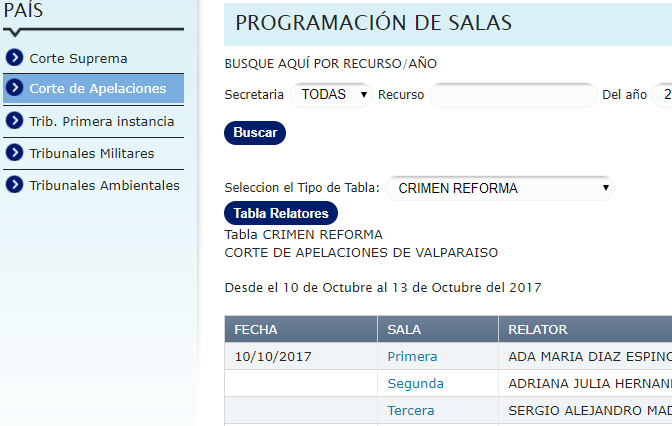 PAÍS
Corte Suprema
Corte de Apelaciones
Trib. Primera instancia
Tribunales Militares
Tribunales Ambientales
PROGRAMACIÓN DE SALAS
BUSQUE AQUÍ POR RECURSO/AÑO
Secretaria TODAS Recurso Del año 2
Buscar
Seleccion el Tipo de Tabla: CRIMEN REFORMA
Tabla Relatores
Tabla CRIMEN REFORMA
CORTE DE APELACIONES DE VALPARAISO
Desde el 10 de Octubre al 13 de Octubre del 2017
FECHA SALA RELATOR
10/10/2017 Primera ADA MARIA DIAZ ESPINO
Segunda ADRIANA JULIA HERNAN
Tercera SERGIO ALEJANDRO MAD